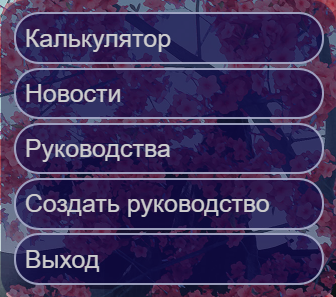 Калькулятор
Новости
Руководства
Создать руководство
Выход